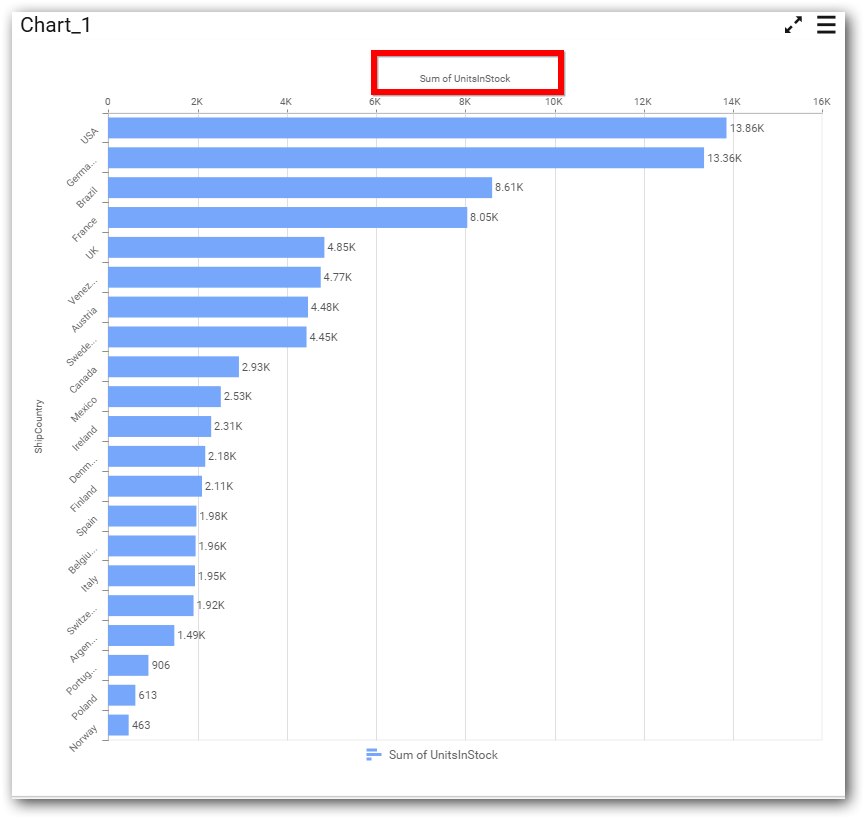 Chart_1
Sum of UnitsInStock
0 2K 4K 6K 8K 10K 12K 14K 16K
USA 13.86K
Germa... 13.36K
Brazil 8.61K
France 8.05K
UK 4.85K
Venez... 4.77K
Austria 4.48K
Swede... 4.45K
Canada 2.93K
Mexico 2.53K
Ireland 2.31K
Denm... 2.18K
Finland 2.11K
Spain 1.98K
Belgiu... 1.96K
Italy 1.95K
Switze... 1.92K
Argen... 1.49K
Portug... 906
Poland 613
Norway 463
ShipCountry
Sum of UnitsInStock